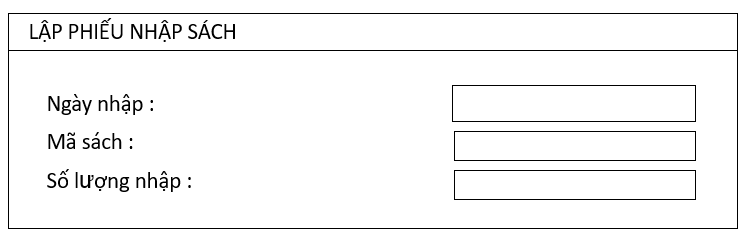 LẬP PHIẾU NHẬP SÁCH
Ngày nhập :
Mã sách :
Số lượng nhập :